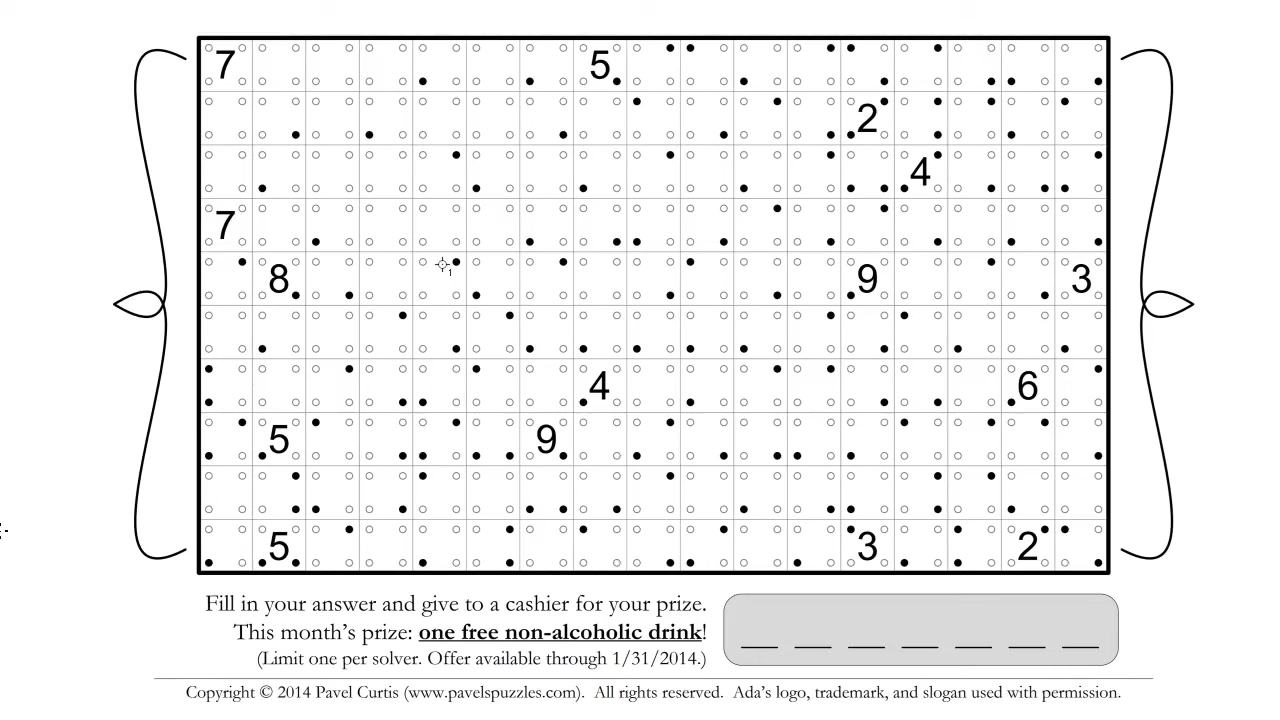 7 5
2
4
7
8 9 3
4 6
5 9
5 3 2
Fill in your answer and give to a cashier for your prize.
This month's prize: one free non-alcoholic drink!
(Limit one per solver. Offer available through 1/31/2014.)
Copyright © 2014 Pavel Curtis (www.pavelspuzzles.com). All rights reserved. Ada's logo, trademark, and slogan used with permission.